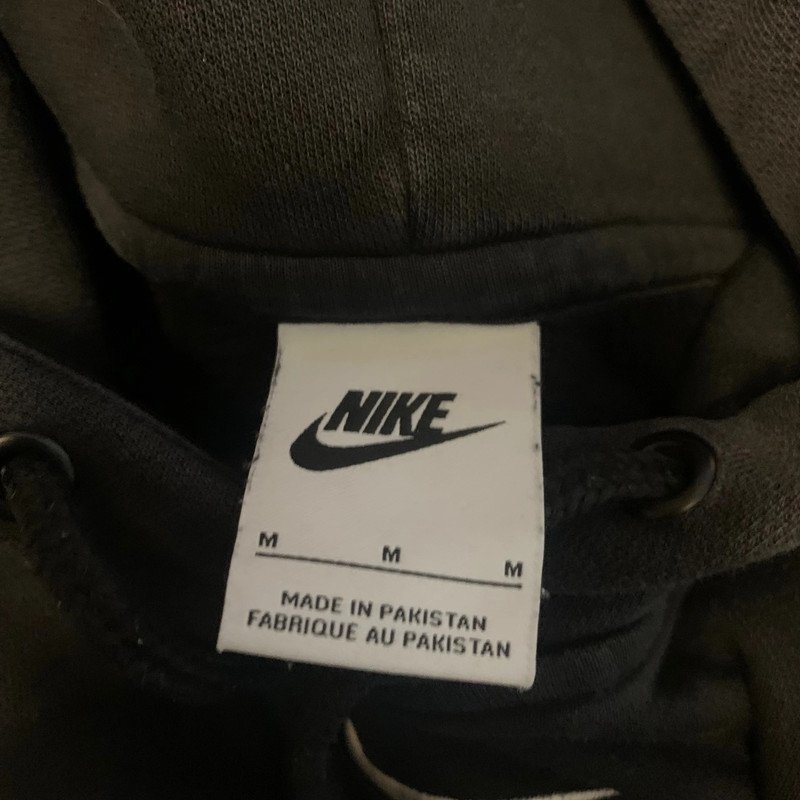 NIKE
M M M
MADE IN PAKISTAN
FABRIQUE AU PAKISTAN